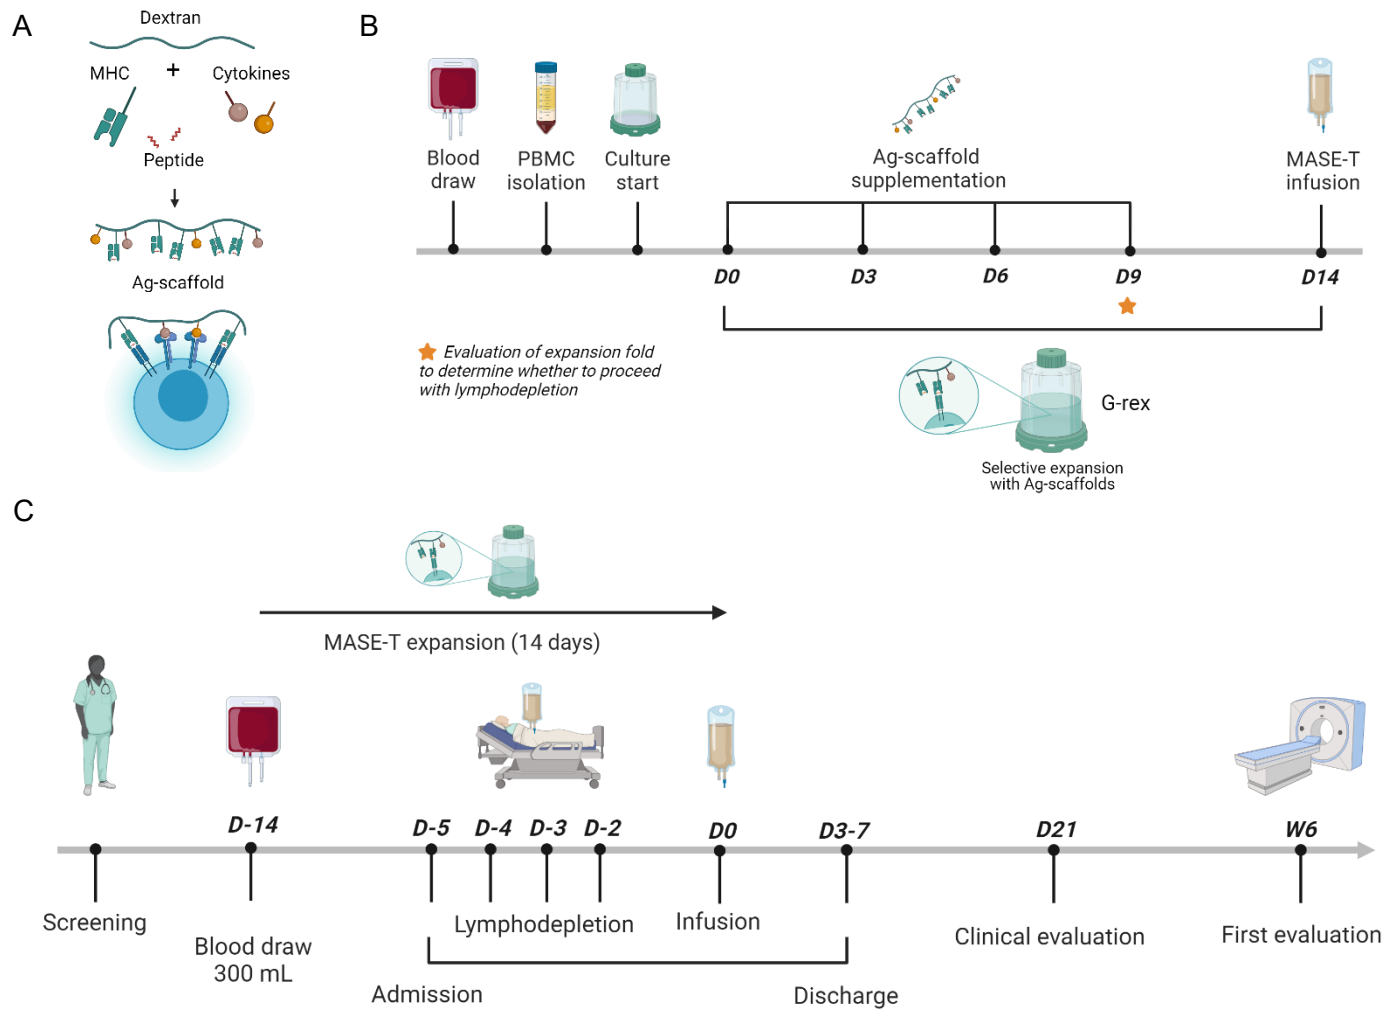 A
Dextran
MHC
+
Cytokines
Peptide
Ag-scaffold
B
Blood
draw
PBMC
isolation
Culture
start
Ag-scaffold
supplementation
MASE-T
infusion
D0
D3
D6
D9
D14
Evaluation of expansion fold
to determine whether to proceed
with lymphodepletion
G-rex
Selective expansion
with Ag-scaffolds
C
MASE-T expansion (14 days)
D-14
D-5
D-4
D-3
D-2
D0
D3-7
D21
W6
Screening
Blood draw
300 mL
Lymphodepletion
Infusion
Clinical evaluation
First evaluation
Admission
Discharge